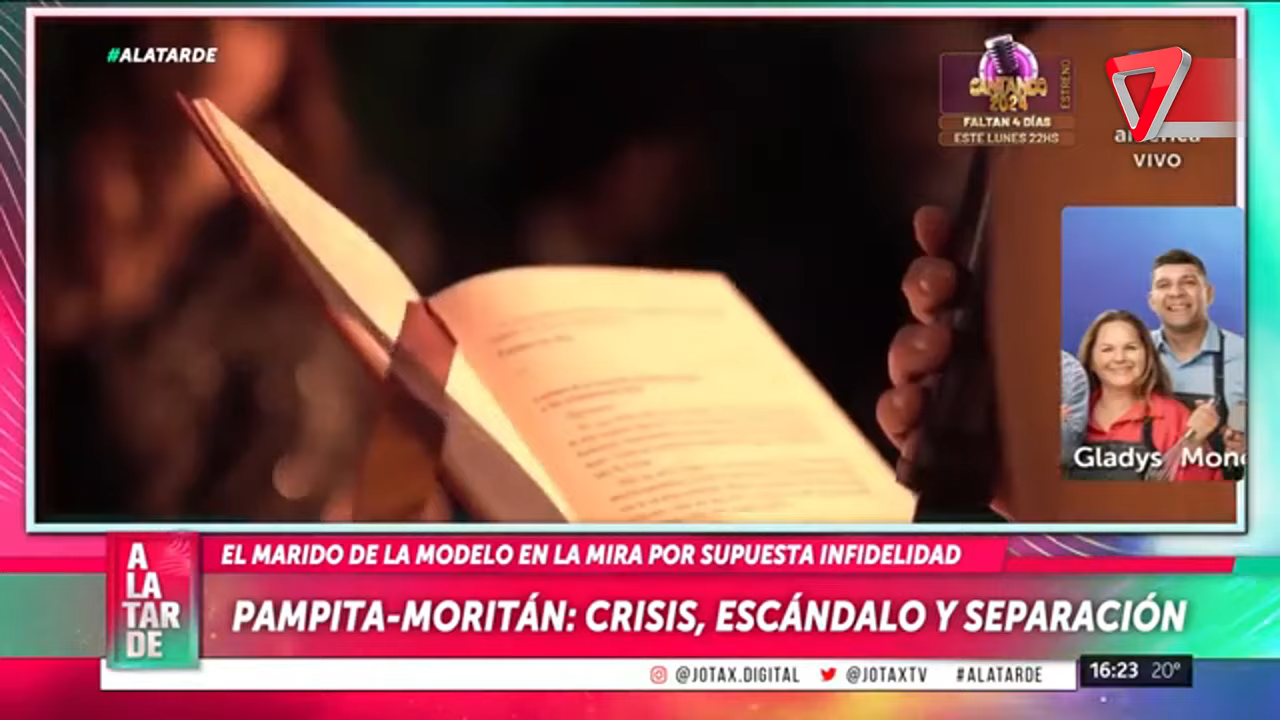 #ALATARDE
CANTANDO
2024
ESTRENO
FALTAN 4 DÍAS
ESTE LUNES 22HS
VIVO
Gladys
A
LA
TAR
DE
EL MARIDO DE LA MODELO EN LA MIRA POR SUPUESTA INFIDELIDAD
PAMPITA-MORITÁN: CRISIS, ESCÁNDALO Y SEPARACIÓN
@JOTAX.DIGITAL @JOTAXTV #ALATARDE
16:23 20°